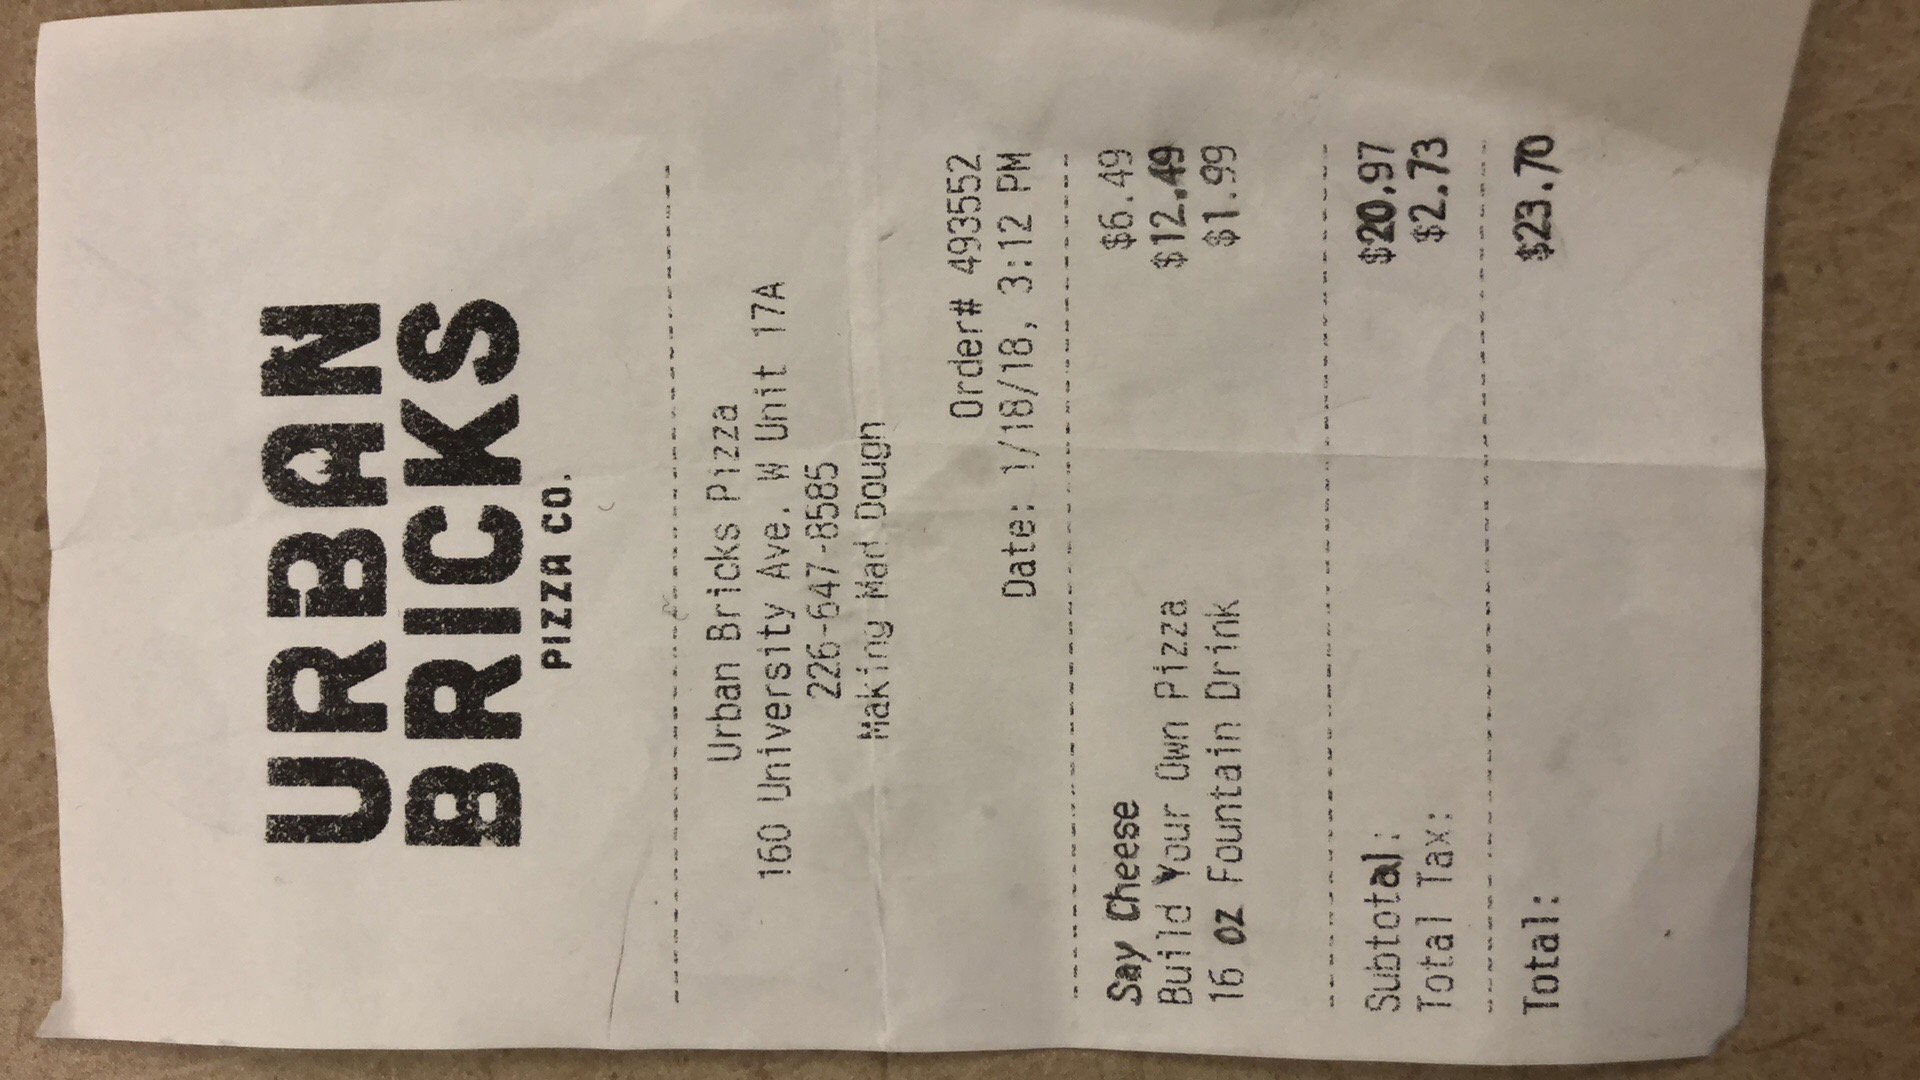 URBAN
BRICKS
PIZZA CO.
Urban Bricks Pizza
160 University Ave. W Unit 17A
226-647-8585
Making Mad Dough
Order# 493552
Date: 1/18/18, 3:12 PM
Say Cheese $6.49
Build Your Own Pizza $12.49
16 oz Fountain Drink $1.99
Subtotal: $20.97
Total Tax: $2.73
Total: $23.70